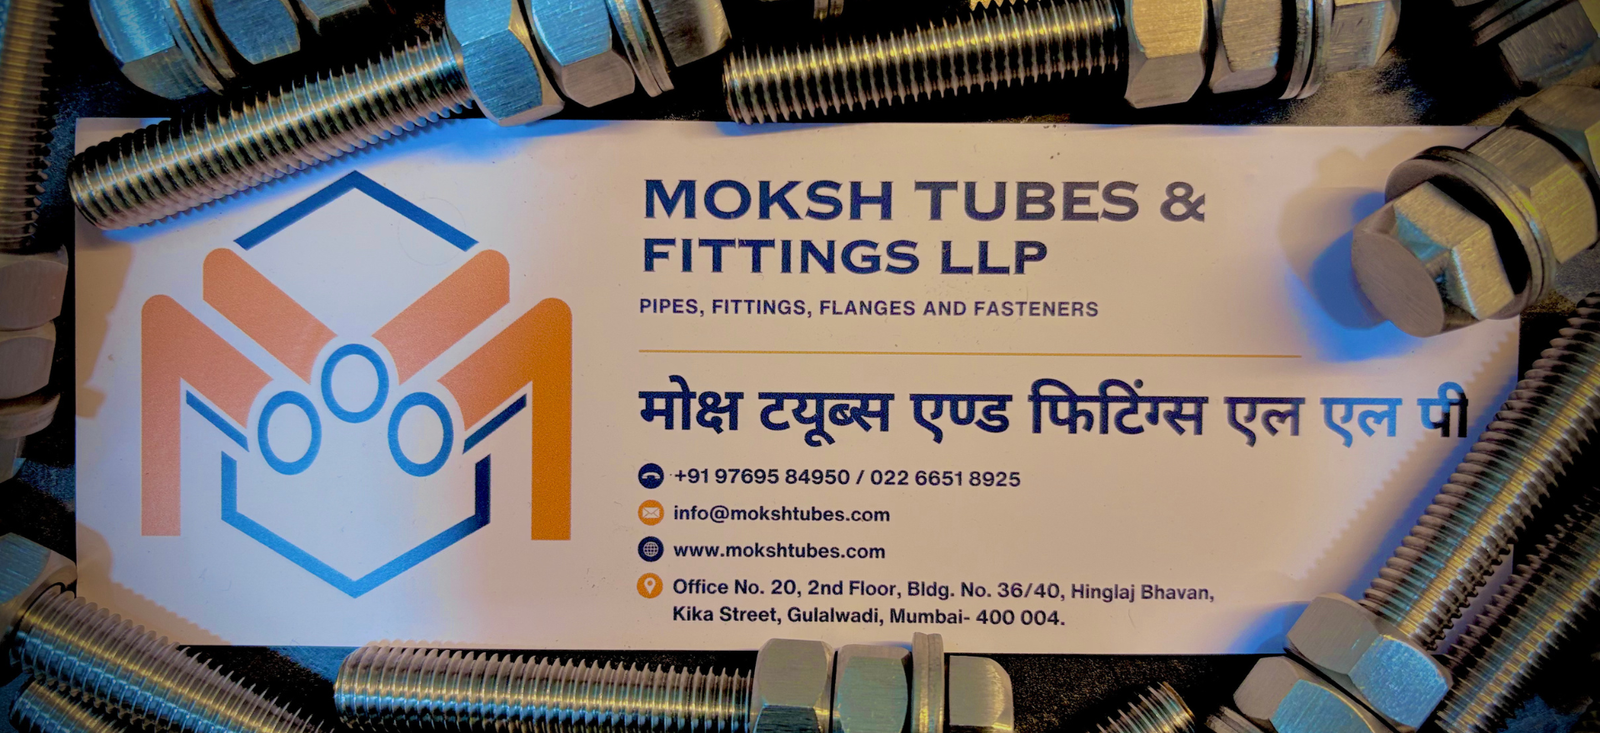 MOKSH TUBES &
FITTINGS LLP
PIPES, FITTINGS, FLANGES AND FASTENERS
मोक्ष टयूब्स एण्ड फिटिंग्स एल एल पी
+91 97695 84950 / 022 6651 8925
info@mokshtubes.com
www.mokshtubes.com
Office No. 20, 2nd Floor, Bldg. No. 36/40, Hinglaj Bhavan,
Kika Street, Gulalwadi, Mumbai- 400 004.